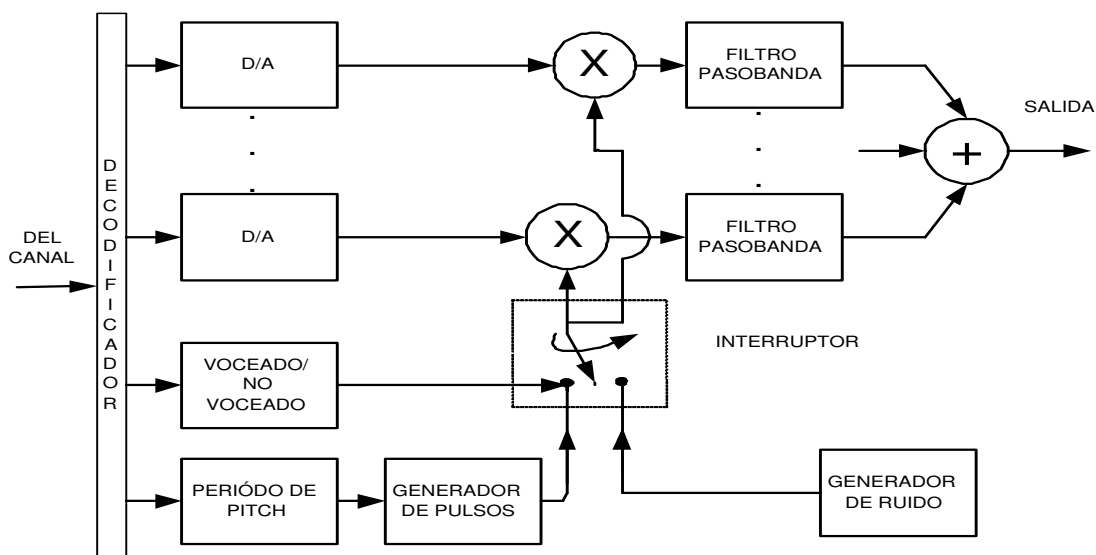 D/A
X
FILTRO
PASOBANDA
SALIDA
+
DECODIFICADOR
DEL
CANAL
D/A
X
FILTRO
PASOBANDA
INTERRUPTOR
VOCEADO/
NO
VOCEADO
PERIÓDO DE
PITCH
GENERADOR
DE PULSOS
GENERADOR
DE RUIDO